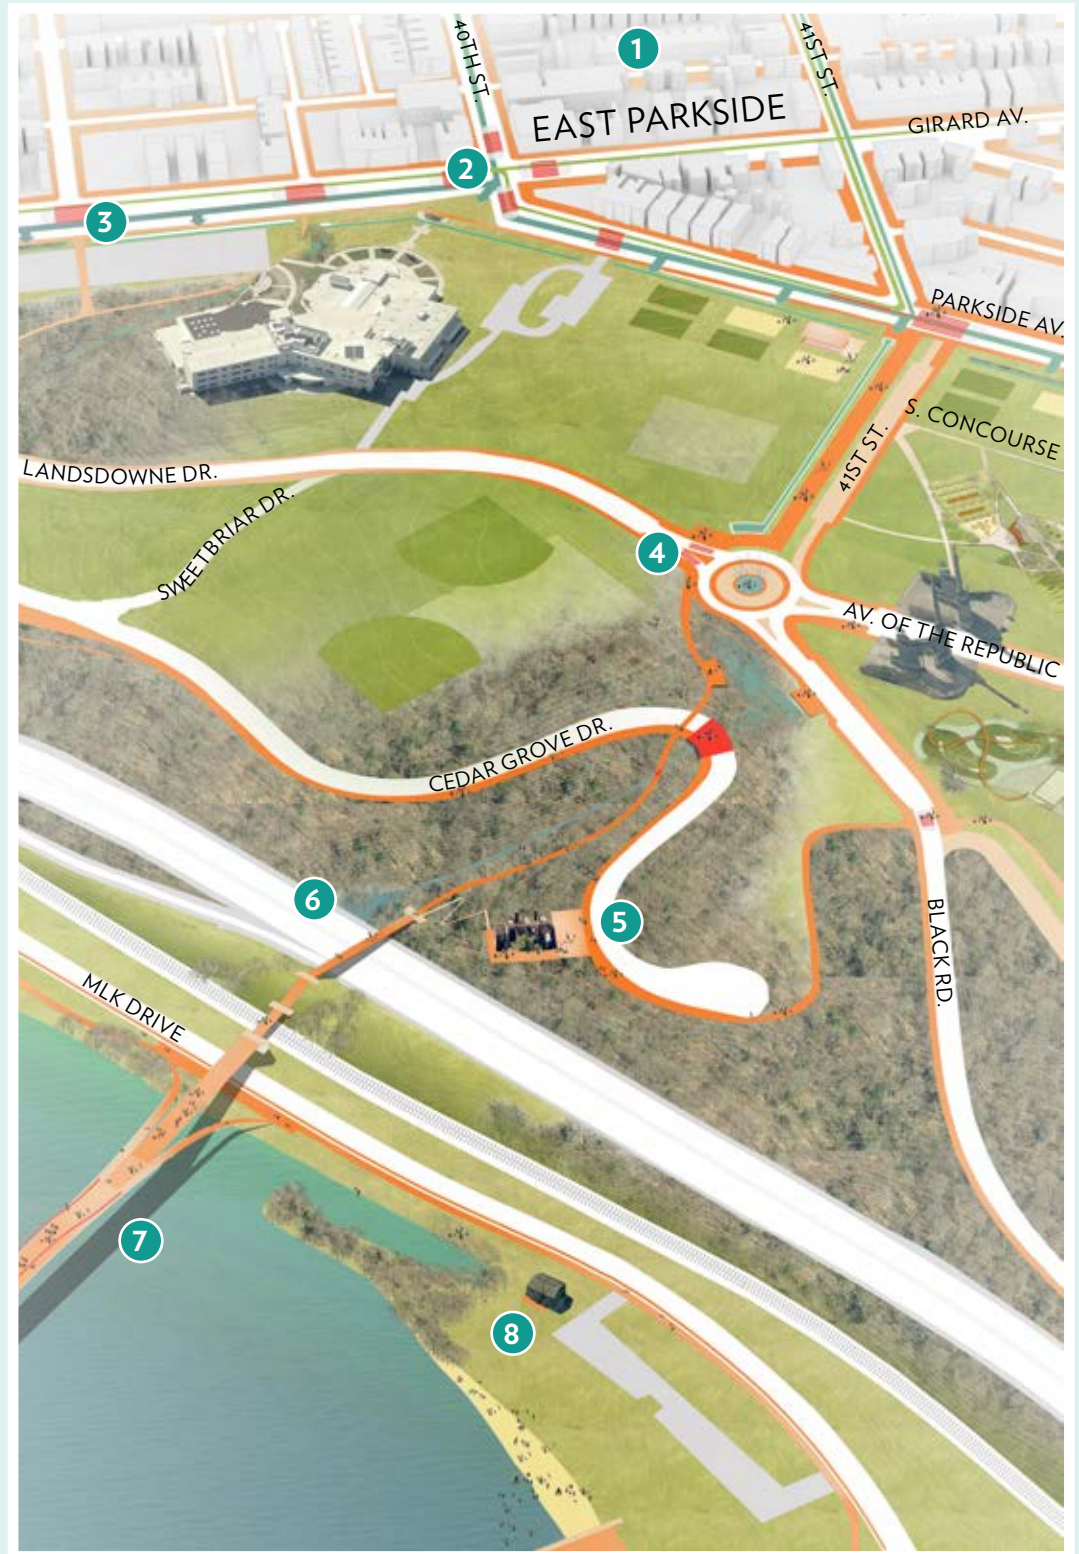 40TH ST.
1
41ST ST.
EAST PARKSIDE
GIRARD AV.
2
3
PARKSIDE AV.
S. CONCOURSE
41ST ST.
LANDSDOWNE DR.
SWEETBRIAR DR.
4
AV. OF THE REPUBLIC
CEDAR GROVE DR.
6
5
BLACK RD.
MLK DRIVE
7
8